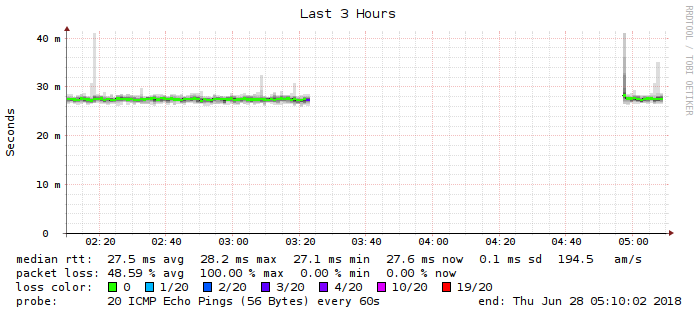 Last 3 Hours
RRDTOOL / TOBI OETIKER
Seconds
40 m
30 m
20 m
10 m
0
02:20 02:40 03:00 03:20 03:40 04:00 04:20 04:40 05:00
median rtt: 27.5 ms avg 28.2 ms max 27.1 ms min 27.6 ms now 0.1 ms sd 194.5 am/s
packet loss: 48.59 % avg 100.00 % max 0.00 % min 0.00 % now
loss color: 0 1/20 2/20 3/20 4/20 10/20 19/20
probe: 20 ICMP Echo Pings (56 Bytes) every 60s end: Thu Jun 28 05:10:02 2018